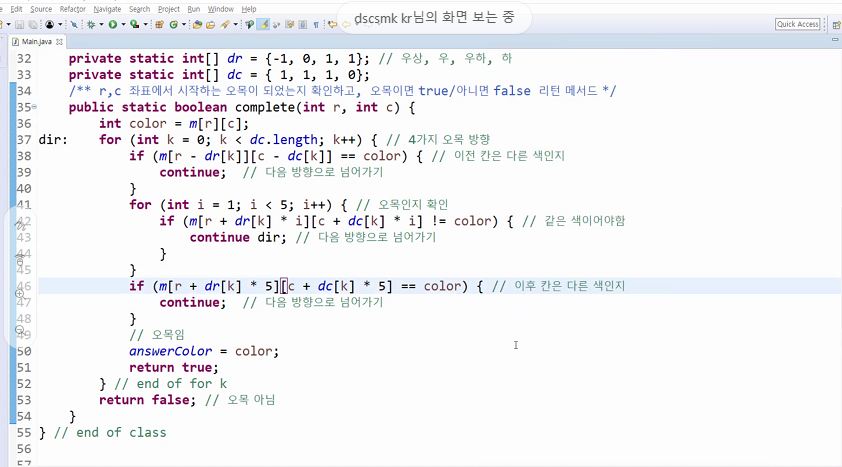 Edit Source Refactor Navigate Search Project Run Window Help
dscsmk kr님의 화면 보는 중
Quick Access
Main.java
32 private static int[] dr = {-1, 0, 1, 1}; // 우상, 우, 우하, 하
33 private static int[] dc = { 1, 1, 1, 0};
34 /** r,c 좌표에서 시작하는 오목이 되었는지 확인하고, 오목이면 true/아니면 false 리턴 메서드 */
35 public static boolean complete(int r, int c) {
36 int color = m[r][c];
37 dir: for (int k = 0; k < dc.length; k++) { // 4가지 오목 방향
38 if (m[r - dr[k]][c - dc[k]] == color) { // 이전 칸은 다른 색인지
39 continue; // 다음 방향으로 넘어가기
40 }
41 for (int i = 1; i < 5; i++) { // 오목인지 확인
42 if (m[r + dr[k] * i][c + dc[k] * i] != color) { // 같은 색이어야함
43 continue dir; // 다음 방향으로 넘어가기
44 }
45 }
46 if (m[r + dr[k] * 5][c + dc[k] * 5] == color) { // 이후 칸은 다른 색인지
47 continue; // 다음 방향으로 넘어가기
48 }
49 // 오목임
50 answerColor = color;
51 return true;
52 } // end of for k
53 return false; // 오목 아님
54 }
55 } // end of class
56
57